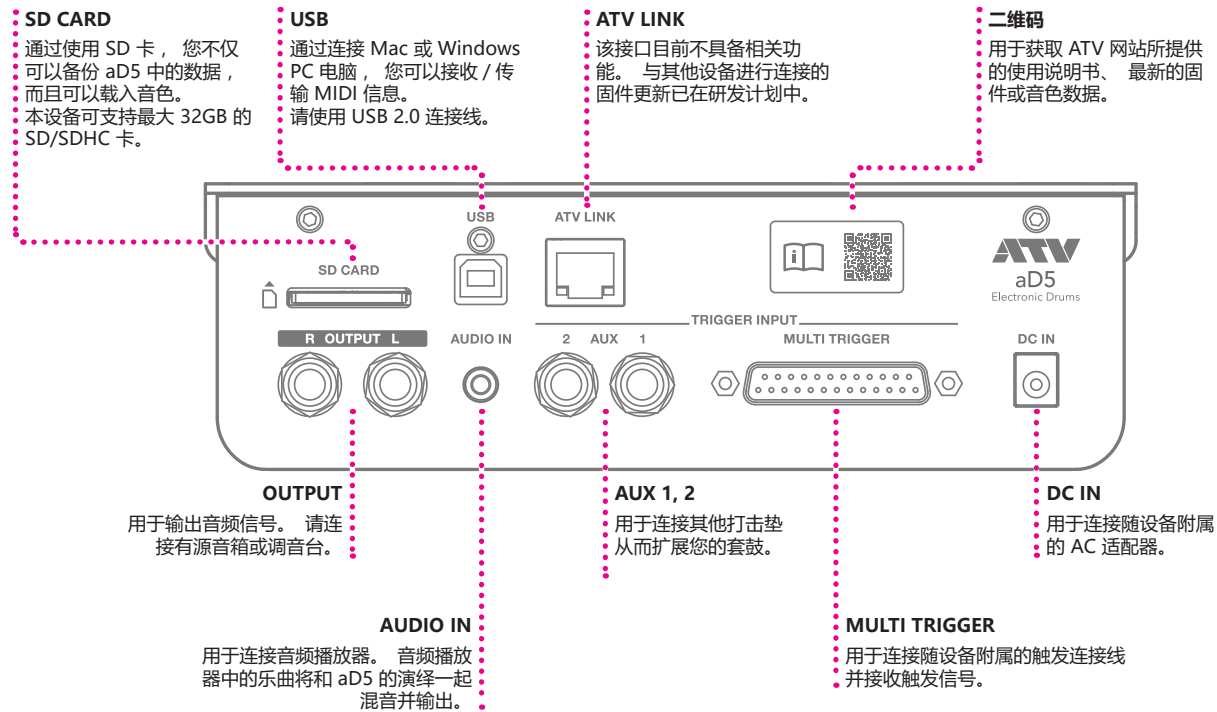 SD CARD
通过使用 SD 卡， 您不仅
可以备份 aD5 中的数据，
而且可以载入音色。
本设备可支持最大 32GB 的
SD/SDHC 卡。
USB
通过连接 Mac 或 Windows
PC 电脑， 您可以接收 / 传
输 MIDI 信息。
请使用 USB 2.0 连接线。
ATV LINK
该接口目前不具备相关功
能。 与其他设备进行连接的
固件更新已在研发计划中。
二维码
用于获取 ATV 网站所提供
的使用说明书、 最新的固
件或音色数据。
USB
ATV LINK
SD CARD
i
ATV
aD5
Electronic Drums
TRIGGER INPUT
R OUTPUT L
AUDIO IN
2 AUX 1
MULTI TRIGGER
DC IN
OUTPUT
用于输出音频信号。 请连
接有源音箱或调音台。
AUX 1, 2
用于连接其他打击垫
从而扩展您的套鼓。
DC IN
用于连接随设备附属
的 AC 适配器。
AUDIO IN
用于连接音频播放器。 音频播放
器中的乐曲将和 aD5 的演绎一起
混音并输出。
MULTI TRIGGER
用于连接随设备附属的触发连接线
并接收触发信号。